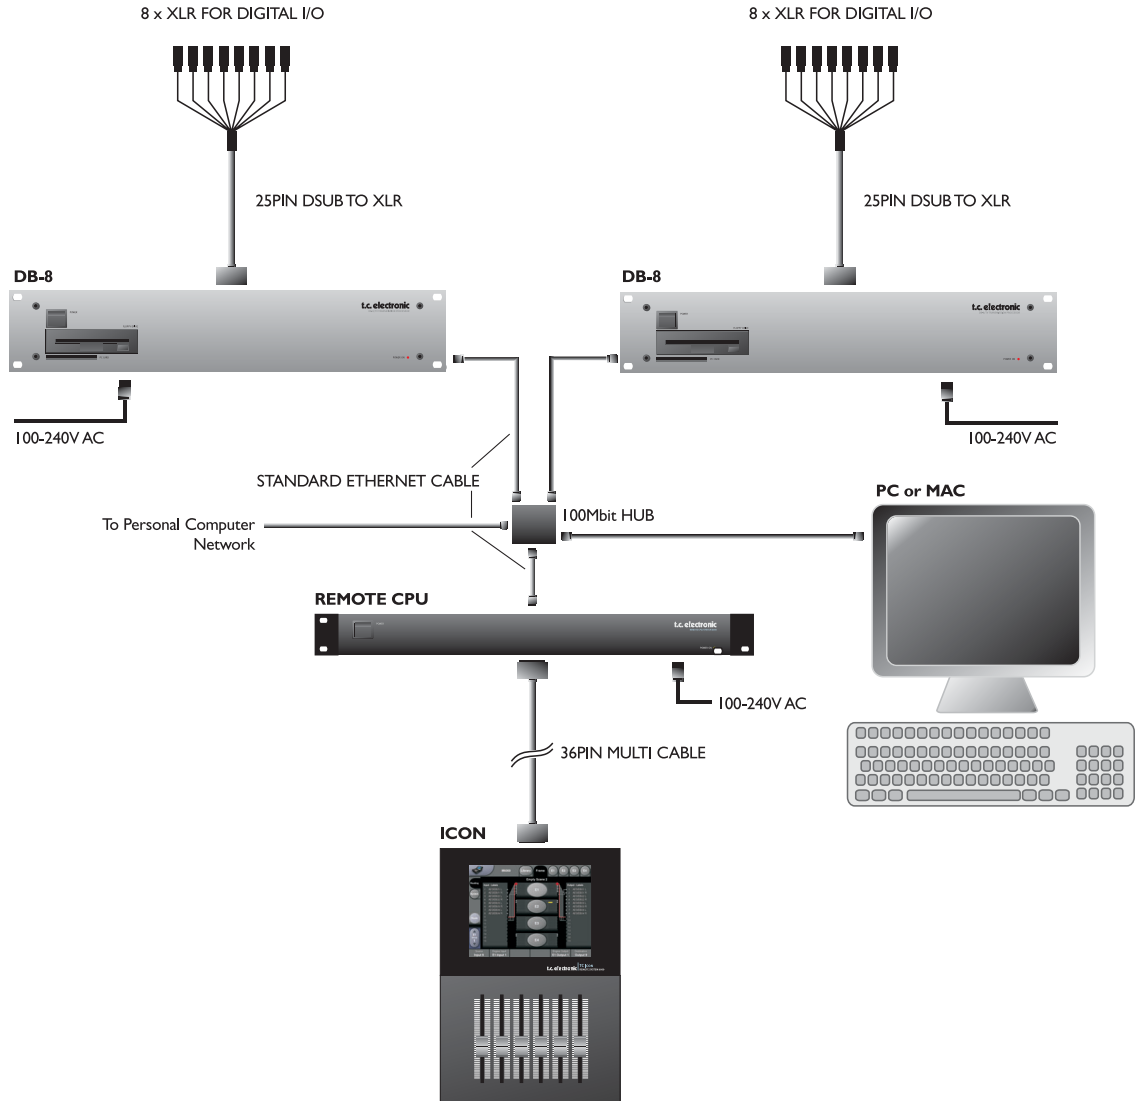 8 x XLR FOR DIGITAL I/O
8 x XLR FOR DIGITAL I/O
25PIN DSUB TO XLR
25PIN DSUB TO XLR
DB-8
DB-8
t.c. electronic
t.c. electronic
100-240V AC
100-240V AC
STANDARD ETHERNET CABLE
PC or MAC
100Mbit HUB
To Personal Computer
Network
REMOTE CPU
t.c. electronic
100-240V AC
36PIN MULTI CABLE
ICON
t.c. electronic